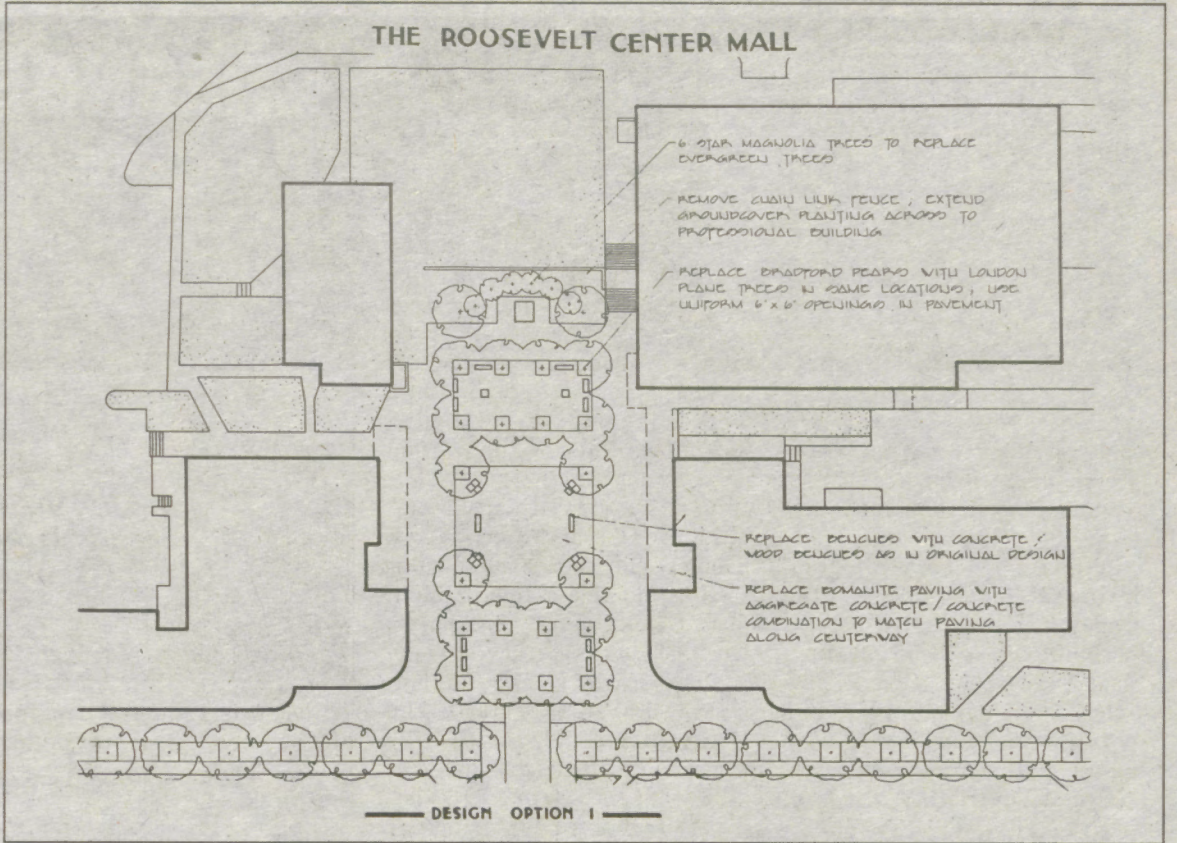 THE ROOSEVELT CENTER MALL
6 STAR MAGNOLIA TREES TO REPLACE
EVERGREEN TREES
REMOVE CHAIN LINK FENCE, EXTEND
GROUNDCOVER PLANTING ACROSS TO
PROFESSIONAL BUILDING
REPLACE BRADFORD PEARS WITH LONDON
PLANE TREES IN SAME LOCATIONS, USE
UNIFORM 6' x 6' OPENINGS IN PAVEMENT
REPLACE BENCHES WITH CONCRETE /
WOOD BENCHES AS IN ORIGINAL DESIGN
REPLACE BOMANITE PAVING WITH
AGGREGATE CONCRETE / CONCRETE
COMBINATION TO MATCH PAVING
ALONG CENTERWAY
DESIGN OPTION 1